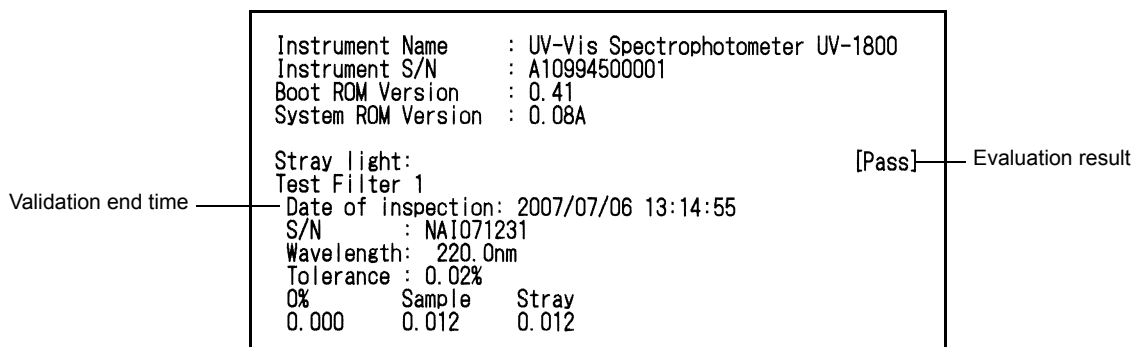 Instrument Name : UV-Vis Spectrophotometer UV-1800
Instrument S/N : A10994500001
Boot ROM Version : 0.41
System ROM Version : 0.08A
Stray light: [Pass] Evaluation result
Test Filter 1
Validation end time Date of inspection: 2007/07/06 13:14:55
S/N : NAI071231
Wavelength: 220.0nm
Tolerance : 0.02%
0% Sample Stray
0.000 0.012 0.012